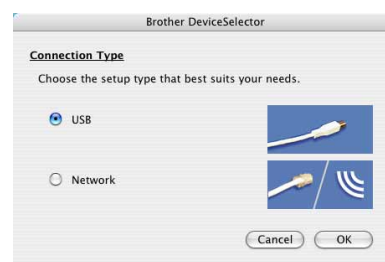 Brother DeviceSelector
Connection Type
Choose the setup type that best suits your needs.
USB
Network
Cancel OK